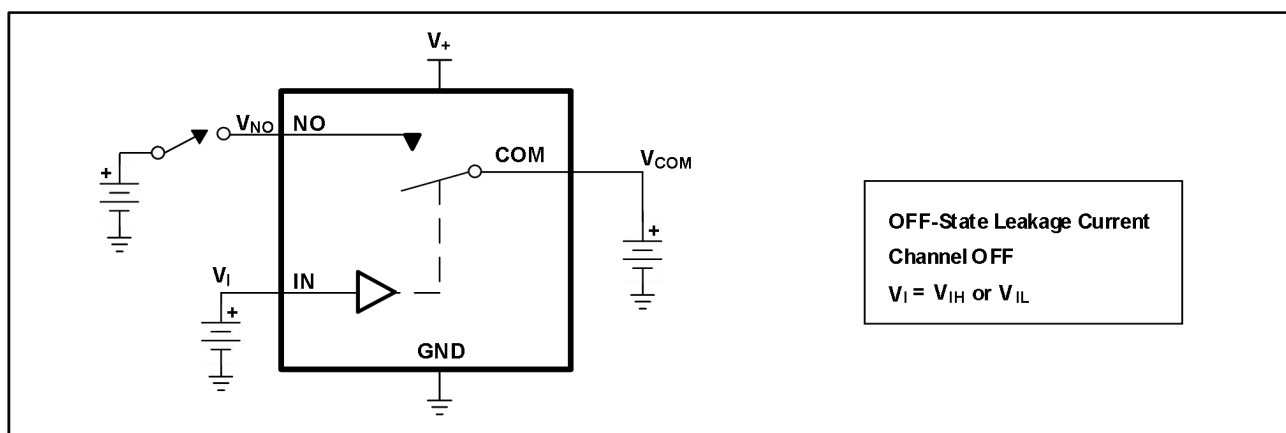 V+
VNO NO
COM VCOM
+
+
VI IN
+
GND
OFF-State Leakage Current
Channel OFF
VI = VIH or VIL